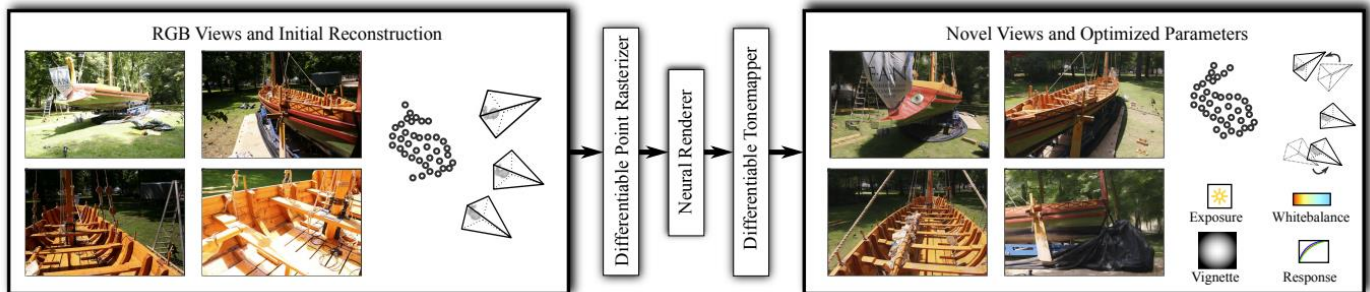 RGB Views and Initial Reconstruction
Differentiable Point Rasterizer
Neural Renderer
Differentiable Tonemapper
Novel Views and Optimized Parameters
FAN
Exposure
Whitebalance
Vignette
Response